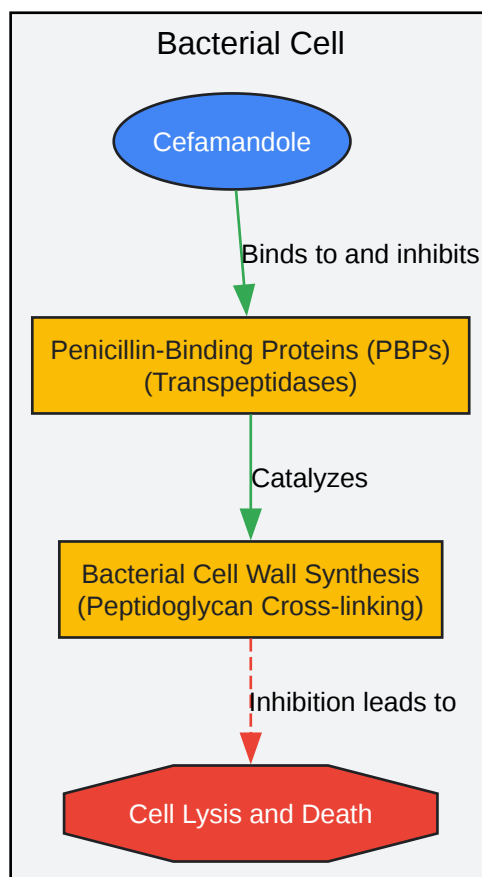 Bacterial Cell
Cefamandole
Binds to and inhibits
Penicillin-Binding Proteins (PBPs)
(Transpeptidases)
Catalyzes
Bacterial Cell Wall Synthesis
(Peptidoglycan Cross-linking)
Inhibition leads to
Cell Lysis and Death